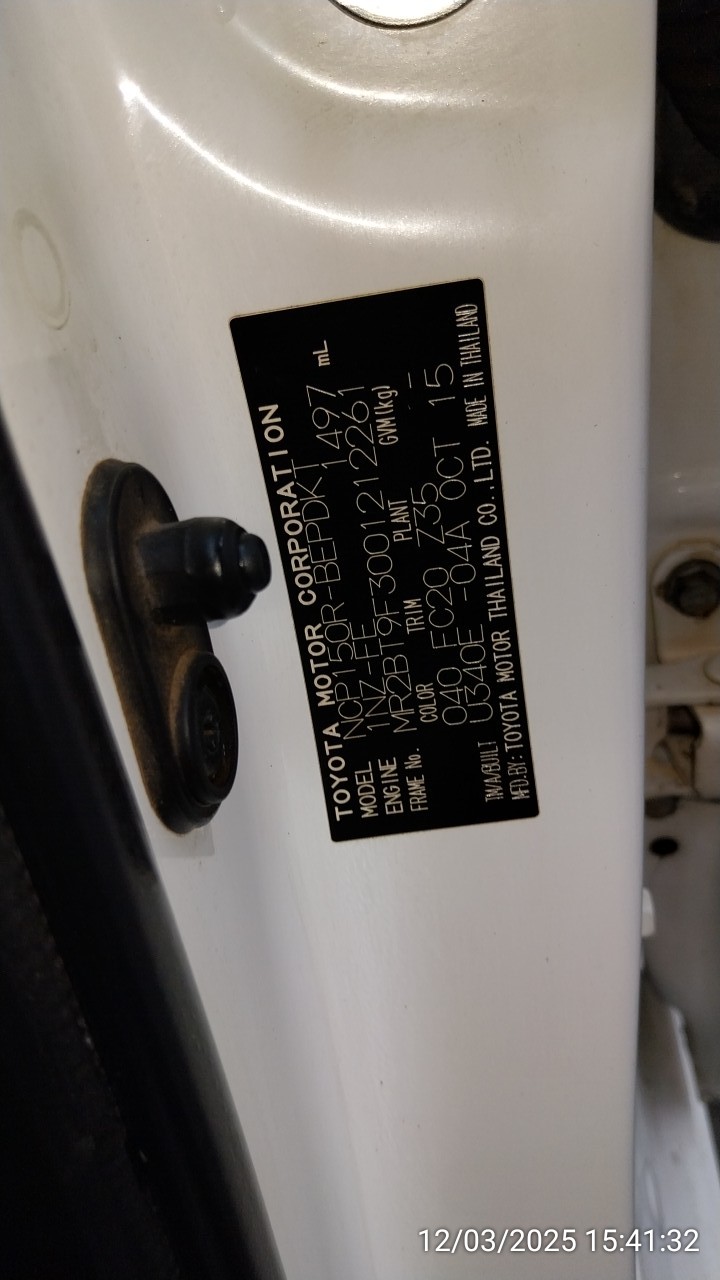 TOYOTA MOTOR CORPORATION
MODEL NCP150R-BEPDKT
ENGINE 1NZ-FE 1497 mL
FRAME No. MR2BT9F3001212261
COLOR TRIM PLANT GVM(kg)
040 FC20 Z35 -
T/A/BUILT U340E -04A OCT 15
MFD.BY: TOYOTA MOTOR THAILAND CO.,LTD. MADE IN THAILAND
12/03/2025 15:41:32